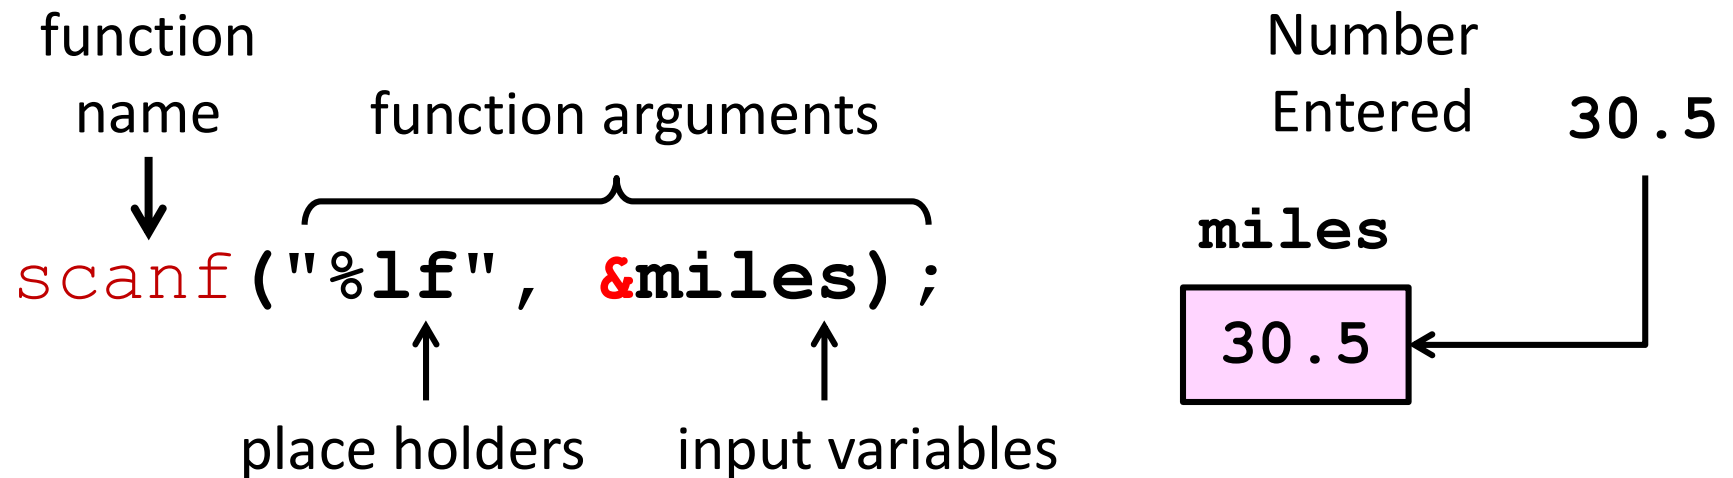 function
name
function arguments
scanf("%lf", &miles);
place holders
input variables
Number
Entered
30.5
miles
30.5